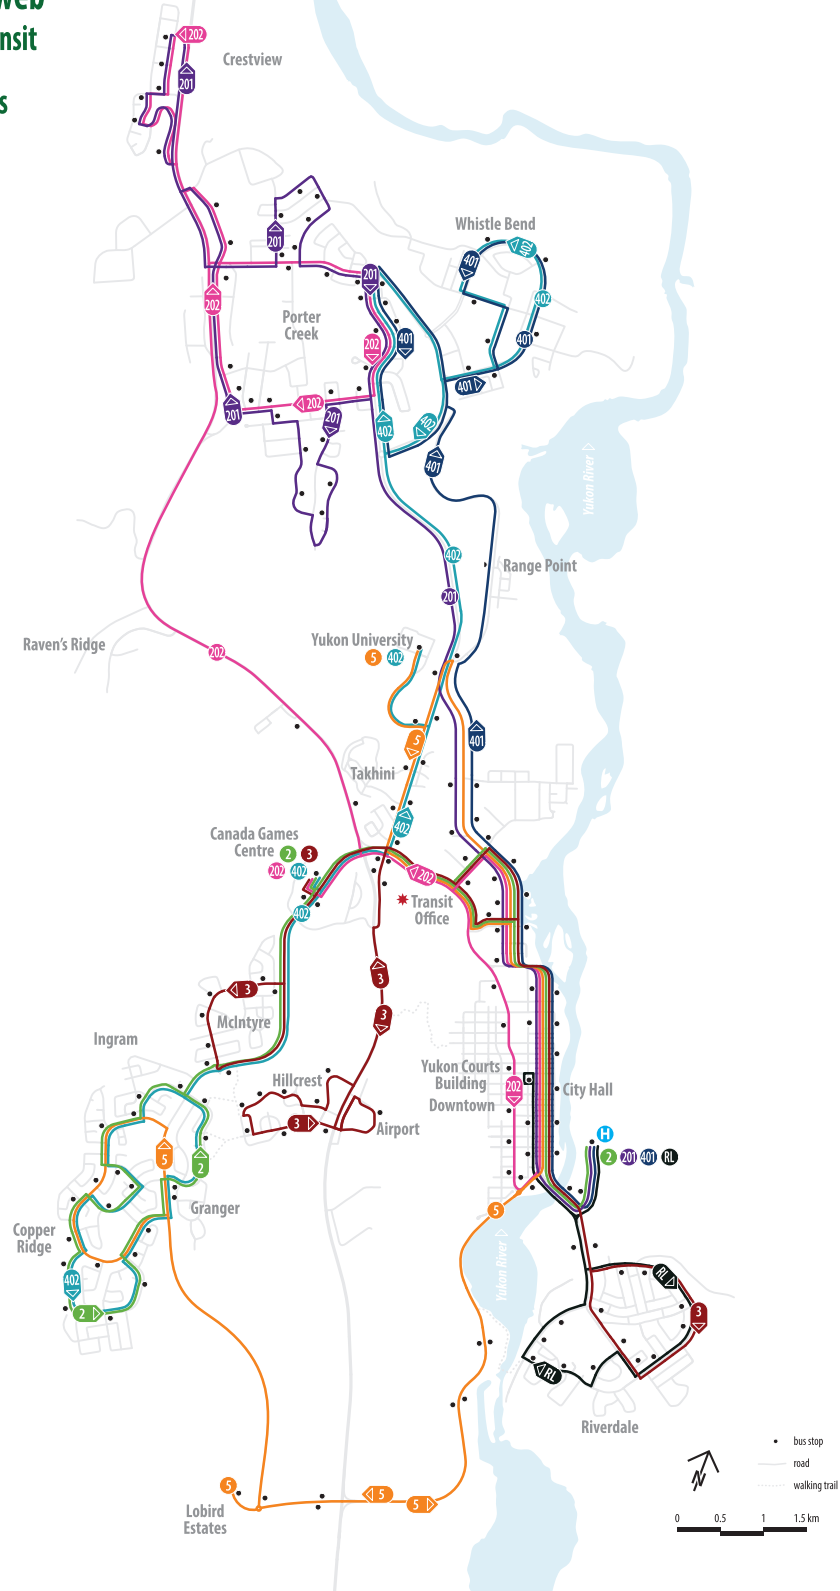 web
nsit
s
202
Crestview
201
Whistle Bend
401
402
201
201
402
202
Porter
Creek
401
401
202
401
202
201
201
402
402
401
Yukon River
402
Range Point
201
Raven's Ridge
202
Yukon University
5 402
401
5
Takhini
402
Canada Games
Centre 2 3
202 402
202
Transit
Office
402
3
3
McIntyre
3
Ingram
Yukon Courts
Building
Downtown
202
City Hall
Hillcrest
3
Airport
H
2 201 401 RL
5
2
Granger
5
Copper
Ridge
Yukon River
402
2
RL
3
RL
Riverdale
bus stop
road
walking trail
N
5
5
5
Lobird
Estates
0 0.5 1 1.5 km